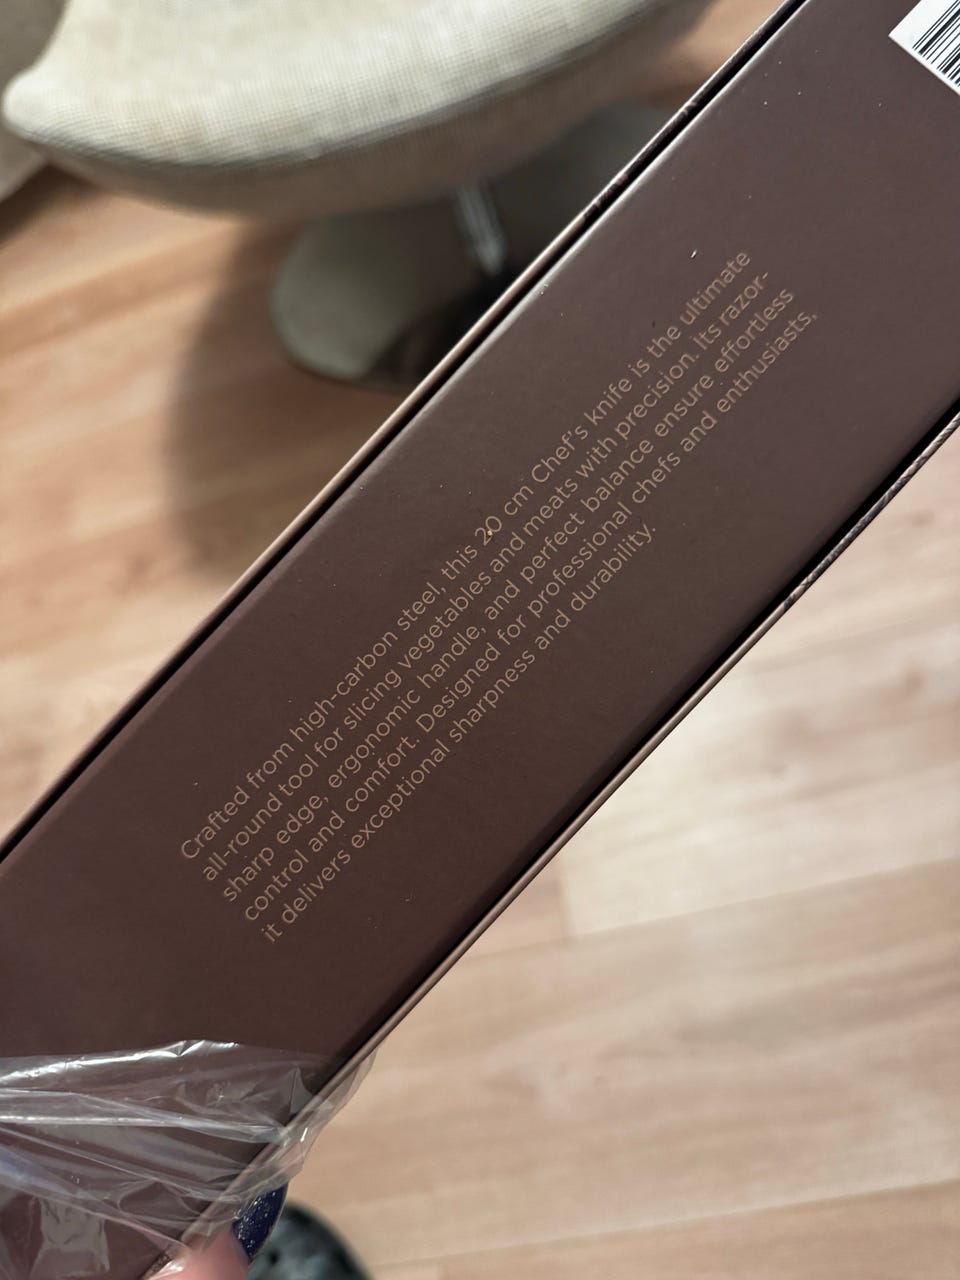 Crafted from high-carbon steel, this 20 cm Chef's knife is the ultimate
all-round tool for slicing vegetables and meats with precision. Its razor-
sharp edge, ergonomic handle, and perfect balance ensure effortless
control and comfort. Designed for professional chefs and enthusiasts,
it delivers exceptional sharpness and durability.